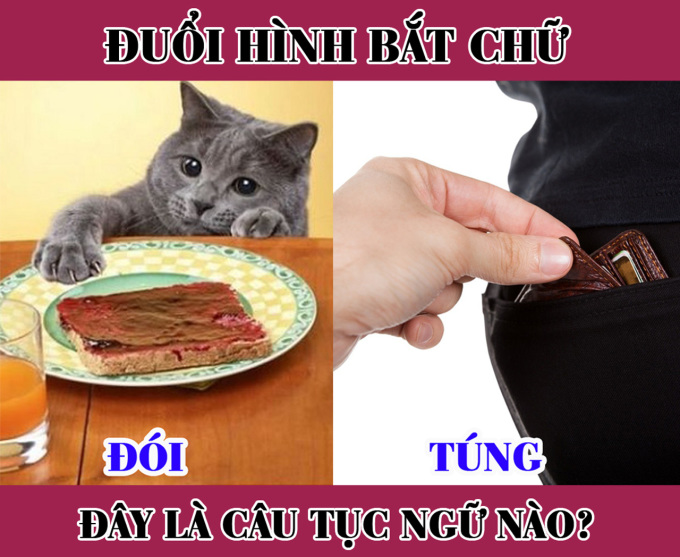 ĐUỔI HÌNH BẮT CHỮ
ĐÓI
TÚNG
ĐÂY LÀ CÂU TỤC NGỮ NÀO?